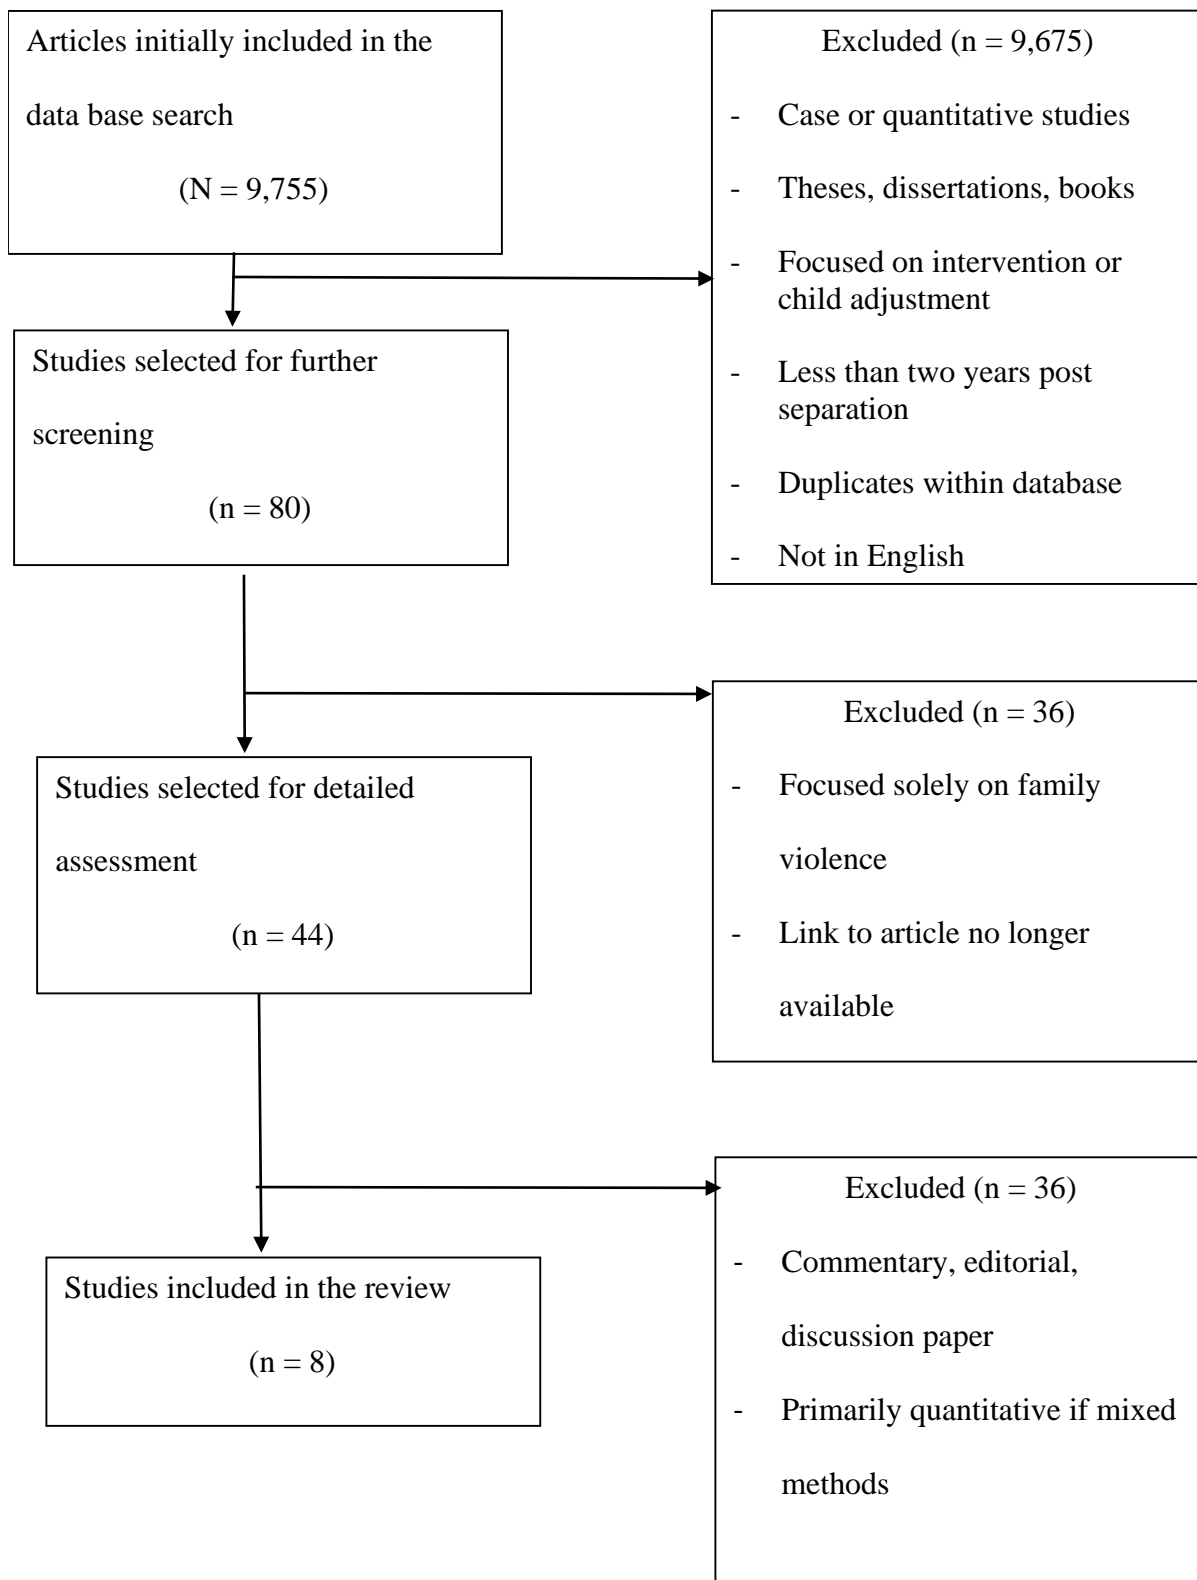 Articles initially included in the
data base search
(N = 9,755)
Excluded (n = 9,675)
- Case or quantitative studies
- Theses, dissertations, books
- Focused on intervention or
child adjustment
- Less than two years post
separation
- Duplicates within database
- Not in English
Studies selected for further
screening
(n = 80)
Excluded (n = 36)
- Focused solely on family
violence
- Link to article no longer
available
Studies selected for detailed
assessment
(n = 44)
Excluded (n = 36)
- Commentary, editorial,
discussion paper
- Primarily quantitative if mixed
methods
Studies included in the review
(n = 8)